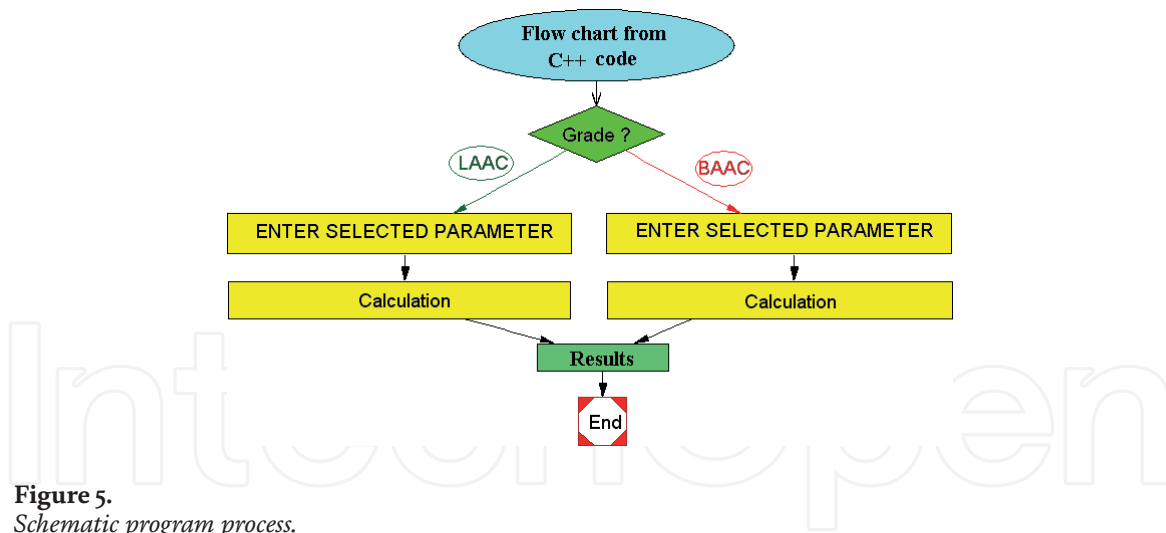 Flow chart from
C++ code
Grade ?
LAAC
BAAC
ENTER SELECTED PARAMETER
ENTER SELECTED PARAMETER
Calculation
Calculation
Results
End
IntechOpen
Figure 5.
Schematic program process.